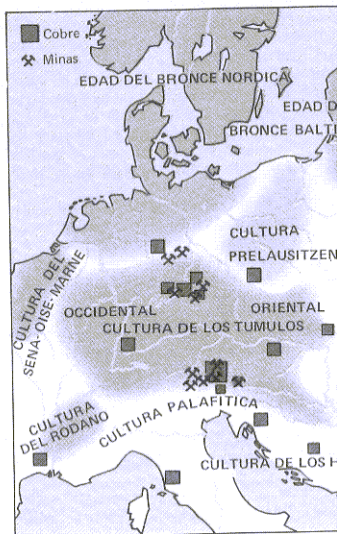 Cobre
Minas
EDAD DEL BRONCE NORDICA
EDAD D
BRONCE BALTI
CULTURA
PRELAUSITZEN
CULTURA DEL
SENA-OISE-MARNE
OCCIDENTAL
ORIENTAL
CULTURA DE LOS TUMULOS
CULTURA
DEL RODANO
CULTURA PALAFITICA
CULTURA DE LOS H